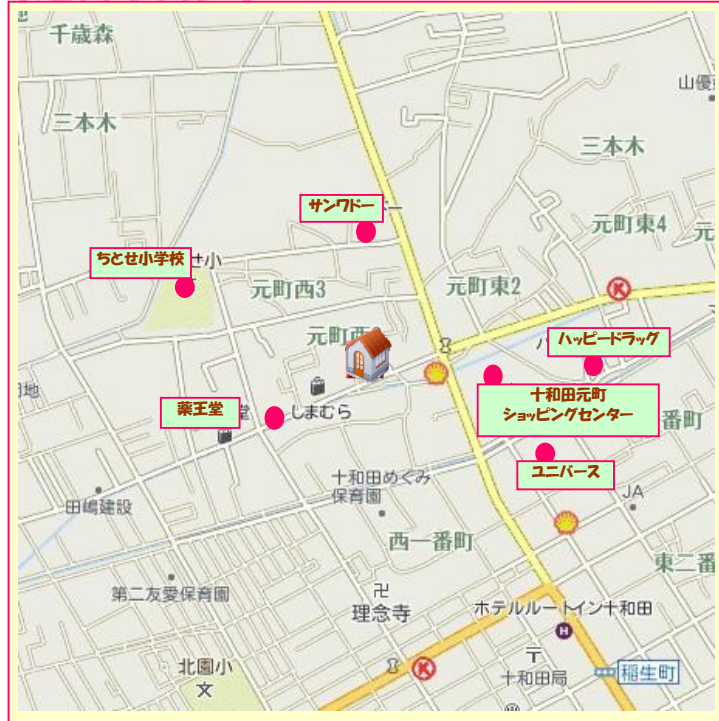 千歳森
三本木
山優
三本木
サンワドー
元町東4
元
ちとせ小学校
せ小
元町西3
元町東2
K
元町西
ハッピードラッグ
十和田元町
ショッピングセンター
薬王堂
堂
しまむら
番町
ユニバース
田嶋建設
十和田めぐみ
保育園
JA
西一番町
東二番
第二友愛保育園
卍
理念寺
ホテルルートイン十和田
H
北園小
文
K
〒
十和田局
稲生町